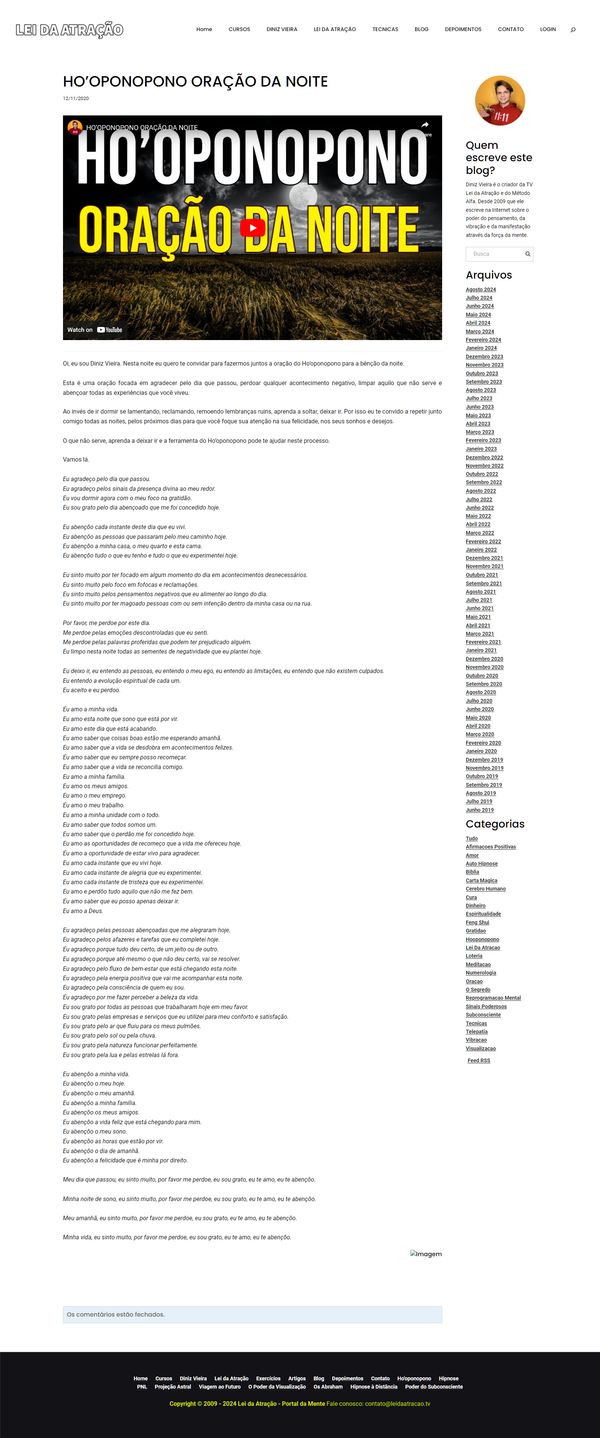 LEI DA ATRAÇÃO
Home CURSOS DINIZ VIEIRA LEI DA ATRAÇÃO TECNICAS BLOG DEPOIMENTOS CONTATO LOGIN
HO’OPONOPONO ORAÇÃO DA NOITE
12/11/2020
HO'OPONOPONO ORAÇÃO DA NOITE
HO’OPONOPONO
ORAÇÃO DA NOITE
Watch on YouTube
Oi, eu sou Diniz Vieira. Nesta noite eu quero te convidar para fazermos juntos a oração do Ho'oponopono para a bênção da noite.
Esta é uma oração focada em agradecer pelo dia que passou, perdoar qualquer acontecimento negativo, limpar aquilo que não serve e
abençoar todas as experiências que você viveu.
Ao invés de ir dormir se lamentando, reclamando, remoendo lembranças ruins, aprenda a soltar, deixar ir. Por isso eu te convido a repetir junto
comigo todas as noites, pelos próximos dias para que você foque sua atenção na sua felicidade, nos seus sonhos e desejos.
O que não serve, aprenda a deixar ir e a ferramenta do Ho'oponopono pode te ajudar neste processo.
Vamos lá.
Eu agradeço pelo dia que passou.
Eu agradeço pelos sinais da presença divina ao meu redor.
Eu vou dormir agora com o meu foco na gratidão.
Eu sou grato pelo dia abençoado que me foi concedido hoje.
Eu abenção cada instante deste dia que eu vivi.
Eu abenção as pessoas que passaram pelo meu caminho hoje.
Eu abenção a minha casa, o meu quarto e esta cama.
Eu abenção tudo o que eu tenho e tudo o que eu experimentei hoje.
Eu sinto muito por ter focado em algum momento do dia em acontecimentos desnecessários.
Eu sinto muito pelo foco em fofocas e reclamações.
Eu sinto muito pelos pensamentos negativos que eu alimentei ao longo do dia.
Eu sinto muito por ter magoado pessoas com ou sem intenção dentro da minha casa ou na rua.
Por favor, me perdoe por este dia.
Me perdoe pelas emoções descontroladas que eu senti.
Me perdoe pelas palavras proferidas que podem ter prejudicado alguém.
Eu limpo nesta noite todas as sementes de negatividade que eu plantei hoje.
Eu deixo ir, eu entendo as pessoas, eu entendo o meu ego, eu entendo as limitações, eu entendo que não existem culpados.
Eu entendo a evolução espiritual de cada um.
Eu aceito e eu perdoo.
Eu amo a minha vida.
Eu amo esta noite que sono que está por vir.
Eu amo este dia que está acabando.
Eu amo saber que coisas boas estão me esperando amanhã.
Eu amo saber que a vida se desdobra em acontecimentos felizes.
Eu amo saber que eu sempre posso recomeçar.
Eu amo saber que a vida se reconcilia comigo.
Eu amo a minha família.
Eu amo os meus amigos.
Eu amo o meu emprego.
Eu amo o meu trabalho.
Eu amo a minha unidade com o todo.
Eu amo saber que todos somos um.
Eu amo saber que o perdão me foi concedido hoje.
Eu amo as oportunidades de recomeço que a vida me ofereceu hoje.
Eu amo a oportunidade de estar vivo para agradecer.
Eu amo cada instante que eu vivi hoje.
Eu amo cada instante de alegria que eu experimentei.
Eu amo cada instante de tristeza que eu experimentei.
Eu amo e perdôo tudo aquilo que não me fez bem.
Eu amo saber que eu posso apenas deixar ir.
Eu amo a Deus.
Eu agradeço pelas pessoas abençoadas que me alegraram hoje.
Eu agradeço pelos afazeres e tarefas que eu completei hoje.
Eu agradeço porque tudo deu certo, de um jeito ou de outro.
Eu agradeço porque até mesmo o que não deu certo, vai se resolver.
Eu agradeço pelo fluxo de bem-estar que está chegando esta noite.
Eu agradeço pela energia positiva que vai me acompanhar esta noite.
Eu agradeço pela consciência de quem eu sou.
Eu agradeço por me fazer perceber a beleza da vida.
Eu sou grato por todas as pessoas que trabalharam hoje em meu favor.
Eu sou grato pelas empresas e serviços que eu utilizei para meu conforto e satisfação.
Eu sou grato pelo ar que fluiu para os meus pulmões.
Eu sou grato pelo sol ou pela chuva.
Eu sou grato pela natureza funcionar perfeitamente.
Eu sou grato pela lua e pelas estrelas lá fora.
Eu abenção a minha vida.
Eu abenção o meu hoje.
Eu abenção o meu amanhã.
Eu abenção a minha família.
Eu abenção os meus amigos.
Eu abenção a vida feliz que está chegando para mim.
Eu abenção o meu sono.
Eu abenção as horas que estão por vir.
Eu abenção o dia de amanhã.
Eu abenção a felicidade que é minha por direito.
Meu dia que passou, eu sinto muito, por favor me perdoe, eu sou grato, eu te amo, eu te abenção.
Minha noite de sono, eu sinto muito, por favor me perdoe, eu sou grato, eu te amo, eu te abenção.
Meu amanhã, eu sinto muito, por favor me perdoe, eu sou grato, eu te amo, eu te abenção.
Minha vida, eu sinto muito, por favor me perdoe, eu sou grato, eu te amo, eu te abenção.
Imagem
Os comentários estão fechados.
11:11
Quem
escreve este
blog?
Diniz Vieira é o criador da TV
Lei da Atração e do Método
Alfa. Desde 2009 que ele
escreve na Internet sobre o
poder do pensamento, da
vibração e da manifestação
através da força da mente.
Busca
Arquivos
Agosto 2024
Julho 2024
Junho 2024
Maio 2024
Abril 2024
Março 2024
Fevereiro 2024
Janeiro 2024
Dezembro 2023
Novembro 2023
Outubro 2023
Setembro 2023
Agosto 2023
Julho 2023
Junho 2023
Maio 2023
Abril 2023
Março 2023
Fevereiro 2023
Janeiro 2023
Dezembro 2022
Novembro 2022
Outubro 2022
Setembro 2022
Agosto 2022
Julho 2022
Junho 2022
Maio 2022
Abril 2022
Março 2022
Fevereiro 2022
Janeiro 2022
Dezembro 2021
Novembro 2021
Outubro 2021
Setembro 2021
Agosto 2021
Julho 2021
Junho 2021
Maio 2021
Abril 2021
Março 2021
Fevereiro 2021
Janeiro 2021
Dezembro 2020
Novembro 2020
Outubro 2020
Setembro 2020
Agosto 2020
Julho 2020
Junho 2020
Maio 2020
Abril 2020
Março 2020
Fevereiro 2020
Janeiro 2020
Dezembro 2019
Novembro 2019
Outubro 2019
Setembro 2019
Agosto 2019
Julho 2019
Junho 2019
Categorias
Tudo
Afirmacoes Positivas
Amor
Auto Hipnose
Biblia
Carta Magica
Cerebro Humano
Cura
Dinheiro
Espiritualidade
Feng Shui
Gratidao
Hooponopono
Lei Da Atracao
Loteria
Meditacao
Numerologia
Oracao
O Segredo
Reprogramacao Mental
Sinais Poderosos
Subconsciente
Tecnicas
Telepatia
Vibracao
Visualizacao
Feed RSS
Home Cursos Diniz Vieira Lei da Atração Exercícios Artigos Blog Depoimentos Contato Ho'oponopono Hipnose
PNL Projeção Astral Viagem ao Futuro O Poder da Visualização Os Abraham Hipnose à Distância Poder do Subconsciente
Copyright © 2009 - 2024 Lei da Atração - Portal da Mente Fale conosco: contato@leidaatracao.tv